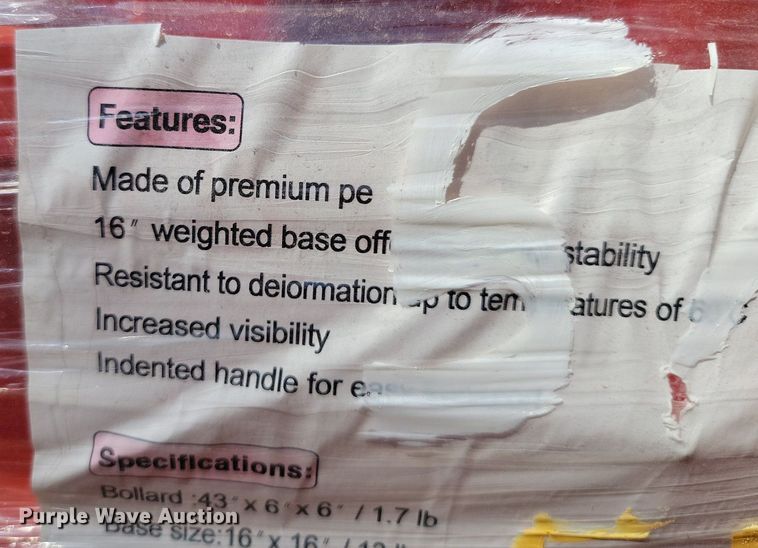 Features:
Made of premium pe
16" weighted base off stability
Resistant to deiormation up to tem atures of
Increased visibility
Indented handle for eas
Specifications:
Bollard :43" x 6" x 6" / 1.7 lb
Base size:16" x 16" /
Purple Wave Auction